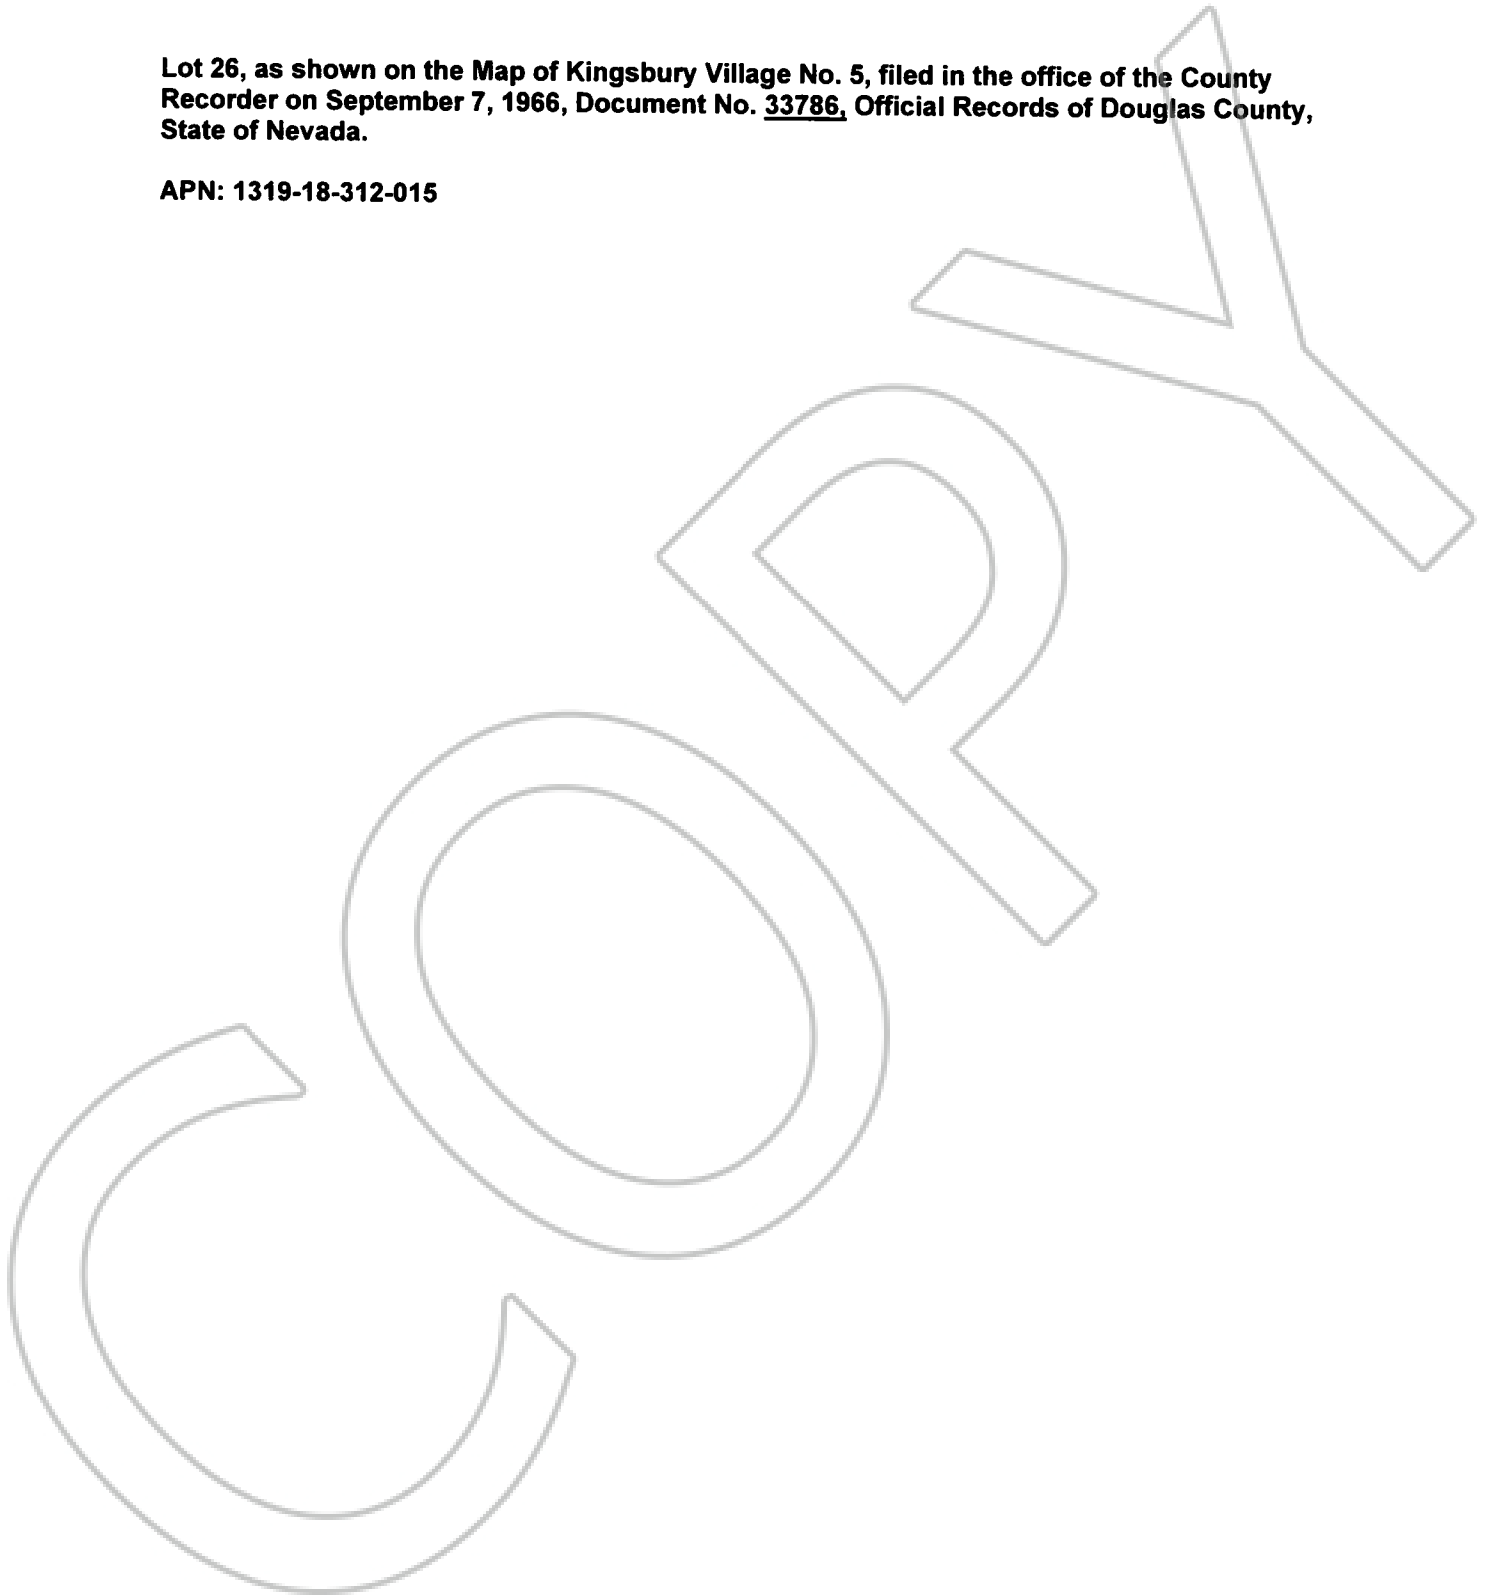 Lot 26, as shown on the Map of Kingsbury Village No. 5, filed in the office of the County
Recorder on September 7, 1966, Document No. 33786, Official Records of Douglas County,
State of Nevada.
APN: 1319-18-312-015
COPY